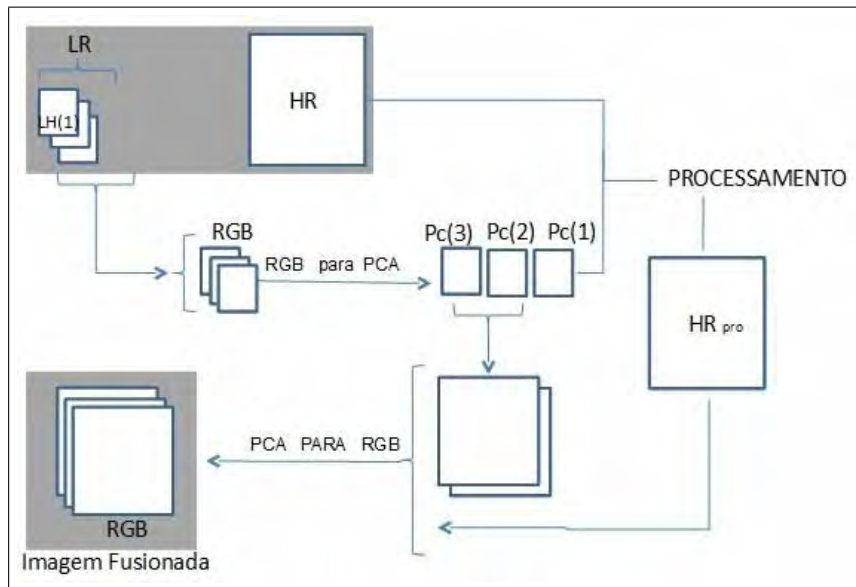 LR
LH(1)
HR
PROCESSAMENTO
RGB
RGB para PCA
Pc(3)
Pc(2)
Pc(1)
HR pro
PCA PARA RGB
RGB
Imagem Fusionada